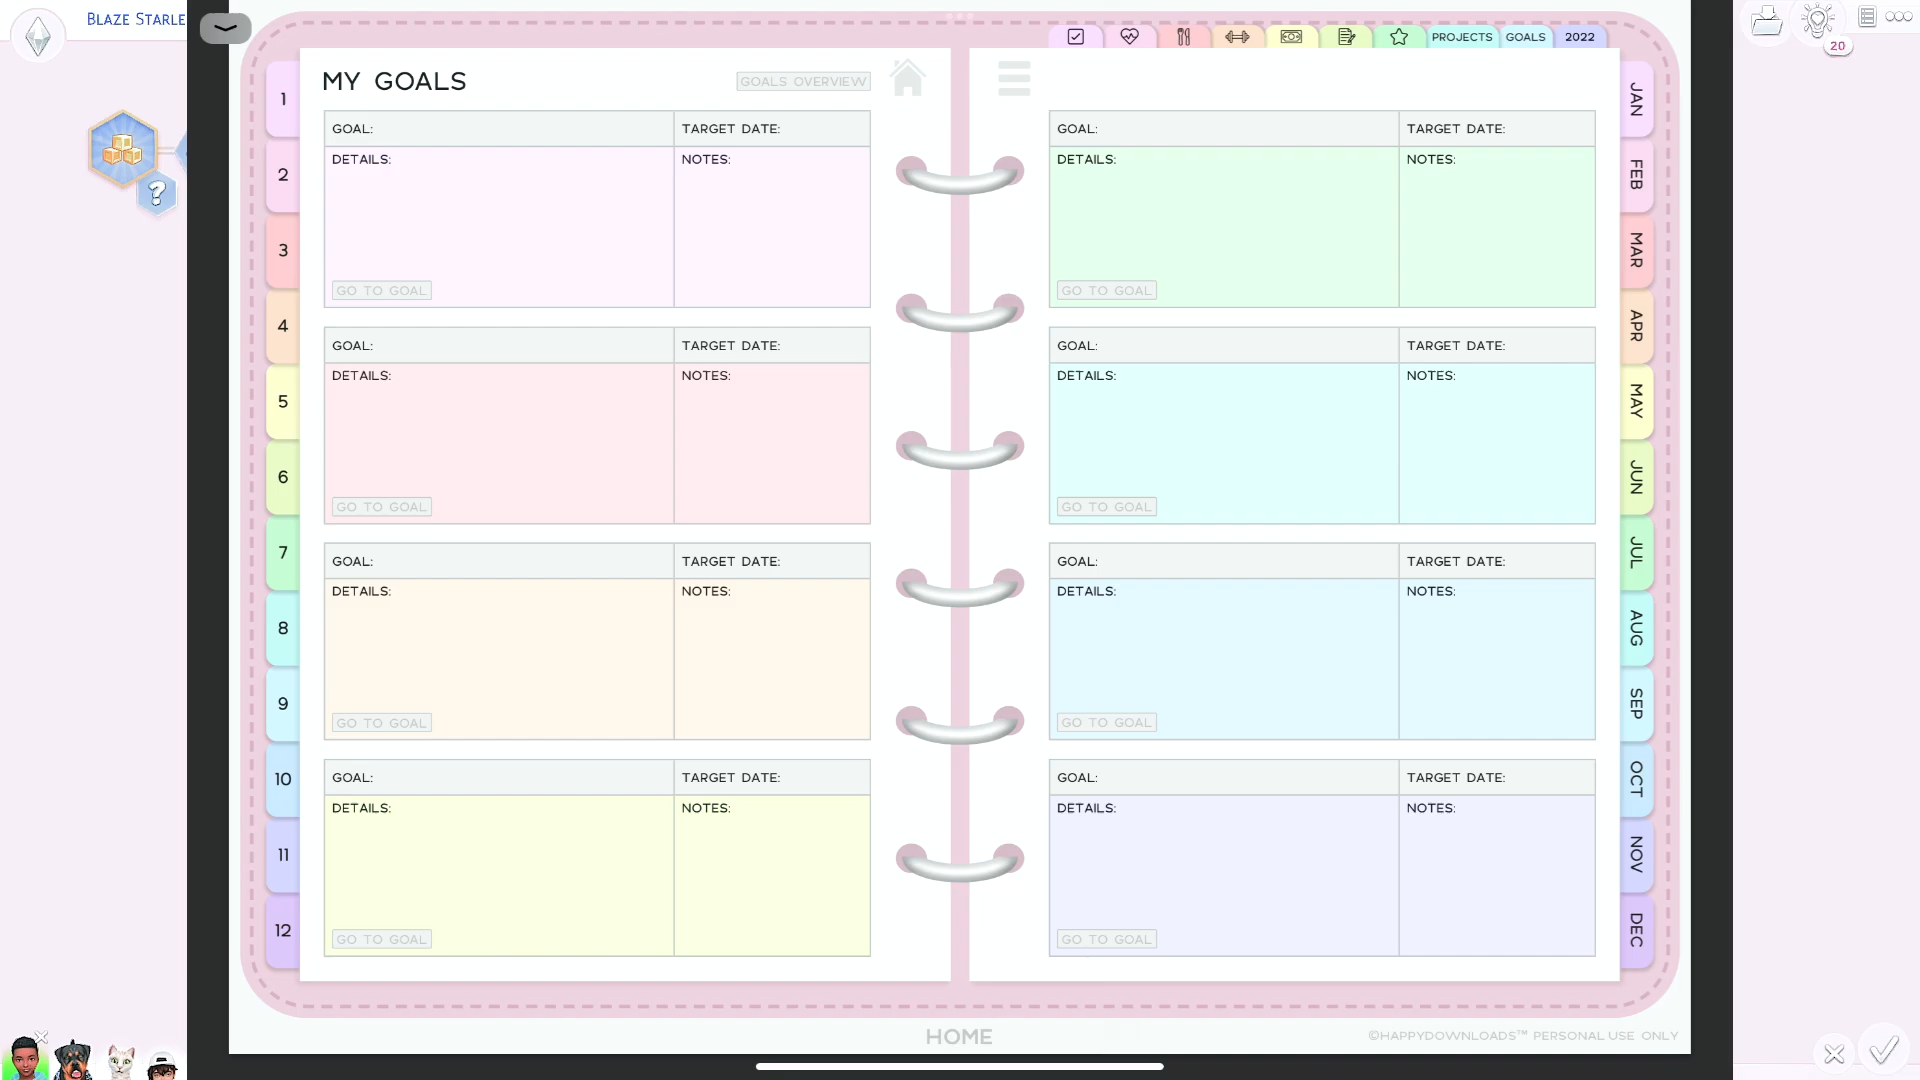 BLAZE STARLE
20
PROJECTS
GOALS
2022
MY GOALS
GOALS OVERVIEW
1
2
3
4
5
6
7
8
9
10
11
12
GOAL:
TARGET DATE:
DETAILS:
NOTES:
GO TO GOAL
GOAL:
TARGET DATE:
DETAILS:
NOTES:
GO TO GOAL
GOAL:
TARGET DATE:
DETAILS:
NOTES:
GO TO GOAL
GOAL:
TARGET DATE:
DETAILS:
NOTES:
GO TO GOAL
GOAL:
TARGET DATE:
DETAILS:
NOTES:
GO TO GOAL
GOAL:
TARGET DATE:
DETAILS:
NOTES:
GO TO GOAL
GOAL:
TARGET DATE:
DETAILS:
NOTES:
GO TO GOAL
GOAL:
TARGET DATE:
DETAILS:
NOTES:
GO TO GOAL
JAN
FEB
MAR
APR
MAY
JUN
JUL
AUG
SEP
OCT
NOV
DEC
HOME
©HAPPYDOWNLOADS™ PERSONAL USE ONLY